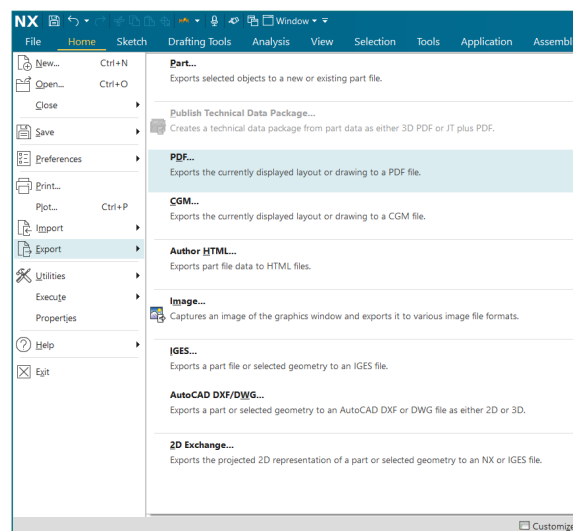 NX Window
File Home Sketch Drafting Tools Analysis View Selection Tools Application Assembl
New... Ctrl+N
Open... Ctrl+O
Close
Save
Preferences
Print...
Plot... Ctrl+P
Import
Export
Utilities
Execute
Properties
Help
Exit
Part...
Exports selected objects to a new or existing part file.
Publish Technical Data Package...
Creates a technical data package from part data as either 3D PDF or JT plus PDF.
PDF...
Exports the currently displayed layout or drawing to a PDF file.
CGM...
Exports the currently displayed layout or drawing to a CGM file.
Author HTML...
Exports part file data to HTML files.
Image...
Captures an image of the graphics window and exports it to various image file formats.
IGES...
Exports a part file or selected geometry to an IGES file.
AutoCAD DXF/DWG...
Exports a part or selected geometry to an AutoCAD DXF or DWG file as either 2D or 3D.
2D Exchange...
Exports the projected 2D representation of a part or selected geometry to an NX or IGES file.
Customize